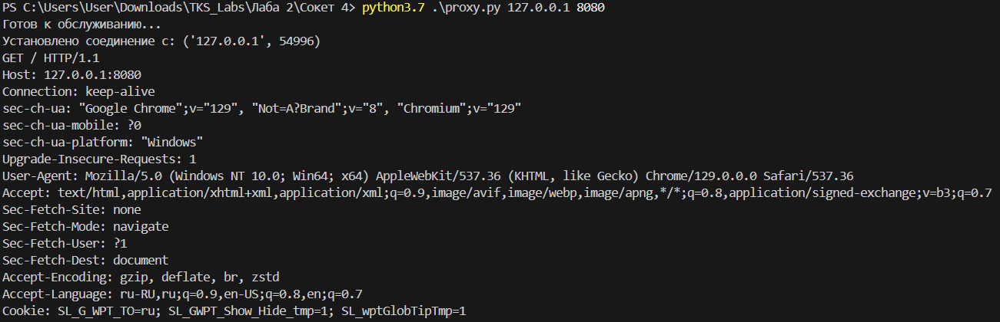 PS C:\Users\User\Downloads\TKS_Labs\Лаба 2\Сокет 4> python3.7 .\proxy.py 127.0.0.1 8080
Готов к обслуживанию...
Установлено соединение с: ('127.0.0.1', 54996)
GET / HTTP/1.1
Host: 127.0.0.1:8080
Connection: keep-alive
sec-ch-ua: "Google Chrome";v="129", "Not=A?Brand";v="8", "Chromium";v="129"
sec-ch-ua-mobile: ?0
sec-ch-ua-platform: "Windows"
Upgrade-Insecure-Requests: 1
User-Agent: Mozilla/5.0 (Windows NT 10.0; Win64; x64) AppleWebKit/537.36 (KHTML, like Gecko) Chrome/129.0.0.0 Safari/537.36
Accept: text/html,application/xhtml+xml,application/xml;q=0.9,image/avif,image/webp,image/apng,*/*;q=0.8,application/signed-exchange;v=b3;q=0.7
Sec-Fetch-Site: none
Sec-Fetch-Mode: navigate
Sec-Fetch-User: ?1
Sec-Fetch-Dest: document
Accept-Encoding: gzip, deflate, br, zstd
Accept-Language: ru-RU,ru;q=0.9,en-US;q=0.8,en;q=0.7
Cookie: SL_G_WPT_TO=ru; SL_GWPT_Show_Hide_tmp=1; SL_wptGlobTipTmp=1